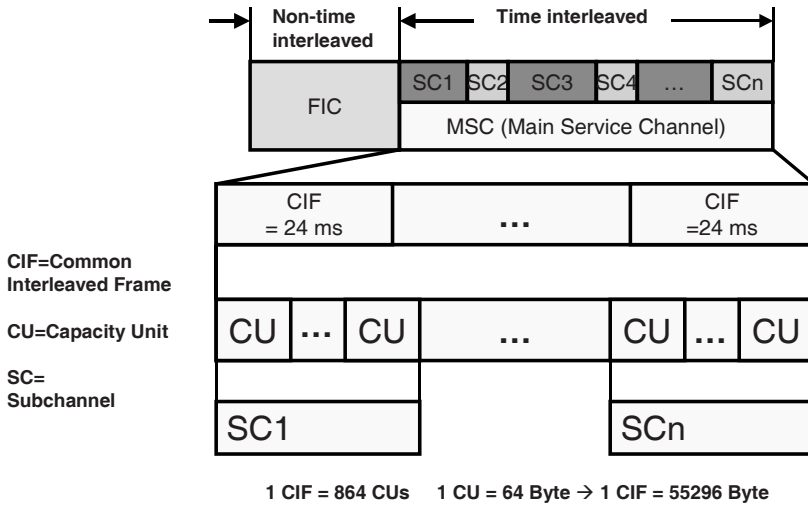 Non-time interleaved
Time interleaved
SC1 SC2 SC3 SC4 ... SCn
FIC
MSC (Main Service Channel)
CIF = 24 ms
...
CIF =24 ms
CIF=Common Interleaved Frame
CU=Capacity Unit
CU ... CU ... CU ... CU
SC= Subchannel
SC1
SCn
1 CIF = 864 CUs 1 CU = 64 Byte → 1 CIF = 55296 Byte